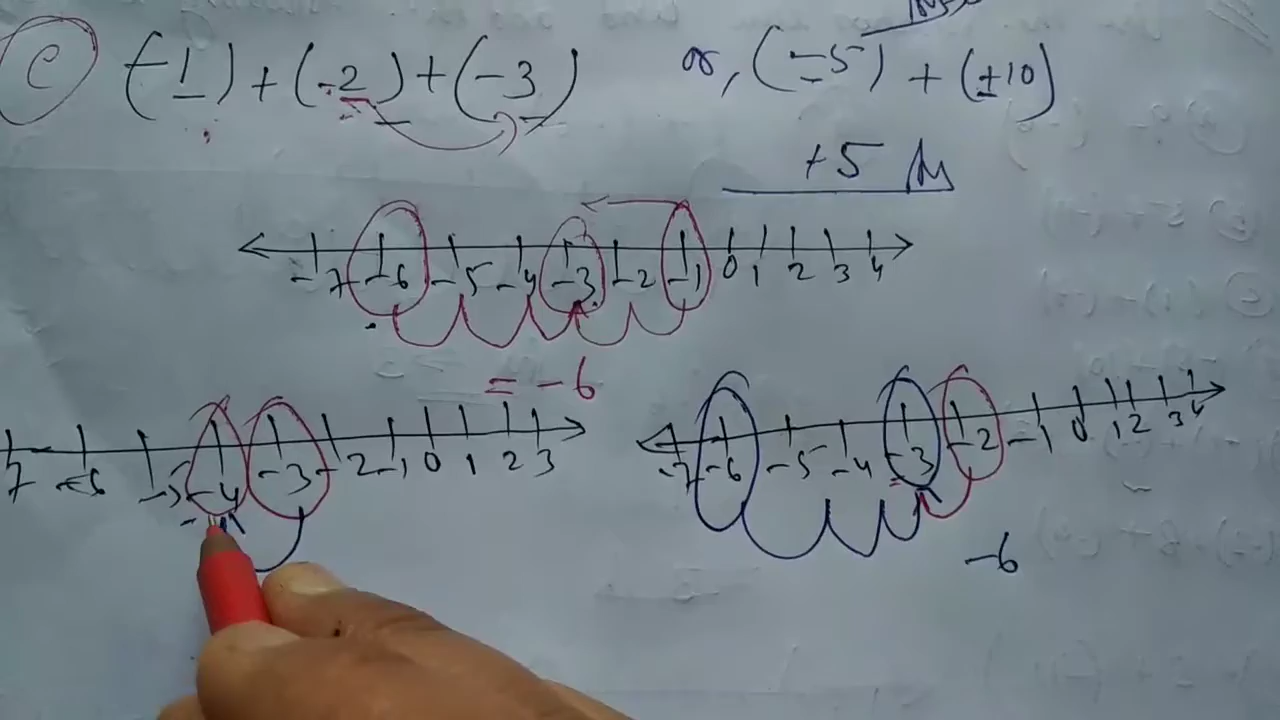 C (-1) + (-2) + (-3) or, (-5) + (±10)
+5
-7 -6 -5 -4 -3 -2 -1 0 1 2 3 4
= -6
7 -6 -5 -4 -3 -2 -1 0 1 2 3
-7 -6 -5 -4 -3 -2 -1 0 1 2 3 4
-6